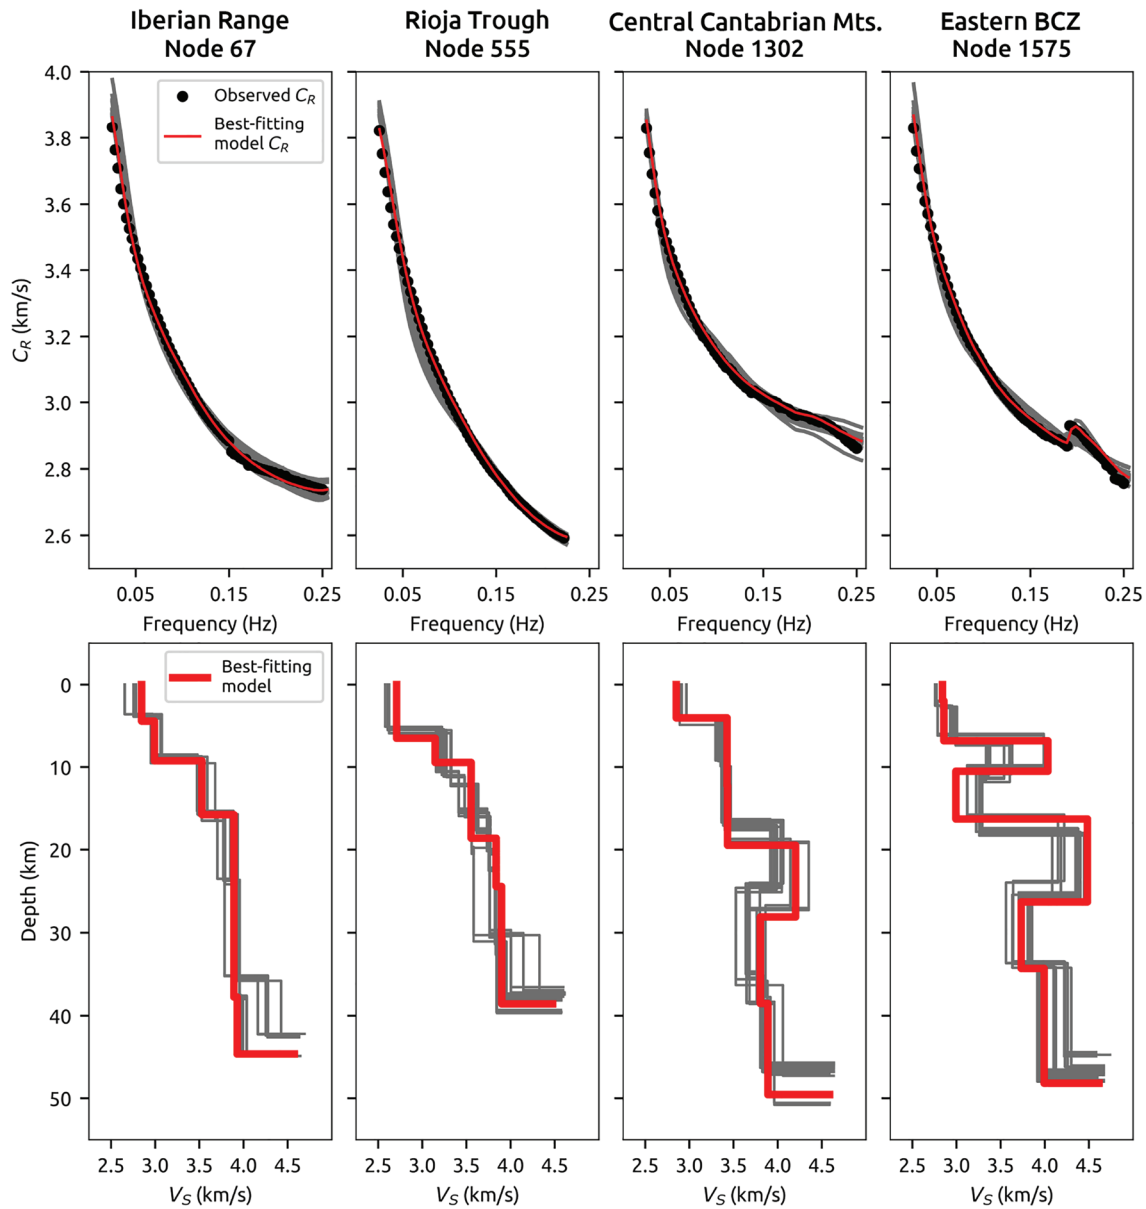 Iberian Range
Node 67
Rioja Trough
Node 555
Central Cantabrian Mts.
Node 1302
Eastern BCZ
Node 1575
4.0
3.8
3.6
3.4
3.2
3.0
2.8
2.6
C_R (km/s)
Observed C_R
Best-fitting
model C_R
0.05 0.15 0.25
0.05 0.15 0.25
0.05 0.15 0.25
0.05 0.15 0.25
Frequency (Hz)
Frequency (Hz)
Frequency (Hz)
Frequency (Hz)
0
10
20
30
40
50
Depth (km)
Best-fitting
model
2.5 3.0 3.5 4.0 4.5
2.5 3.0 3.5 4.0 4.5
2.5 3.0 3.5 4.0 4.5
2.5 3.0 3.5 4.0 4.5
V_S (km/s)
V_S (km/s)
V_S (km/s)
V_S (km/s)